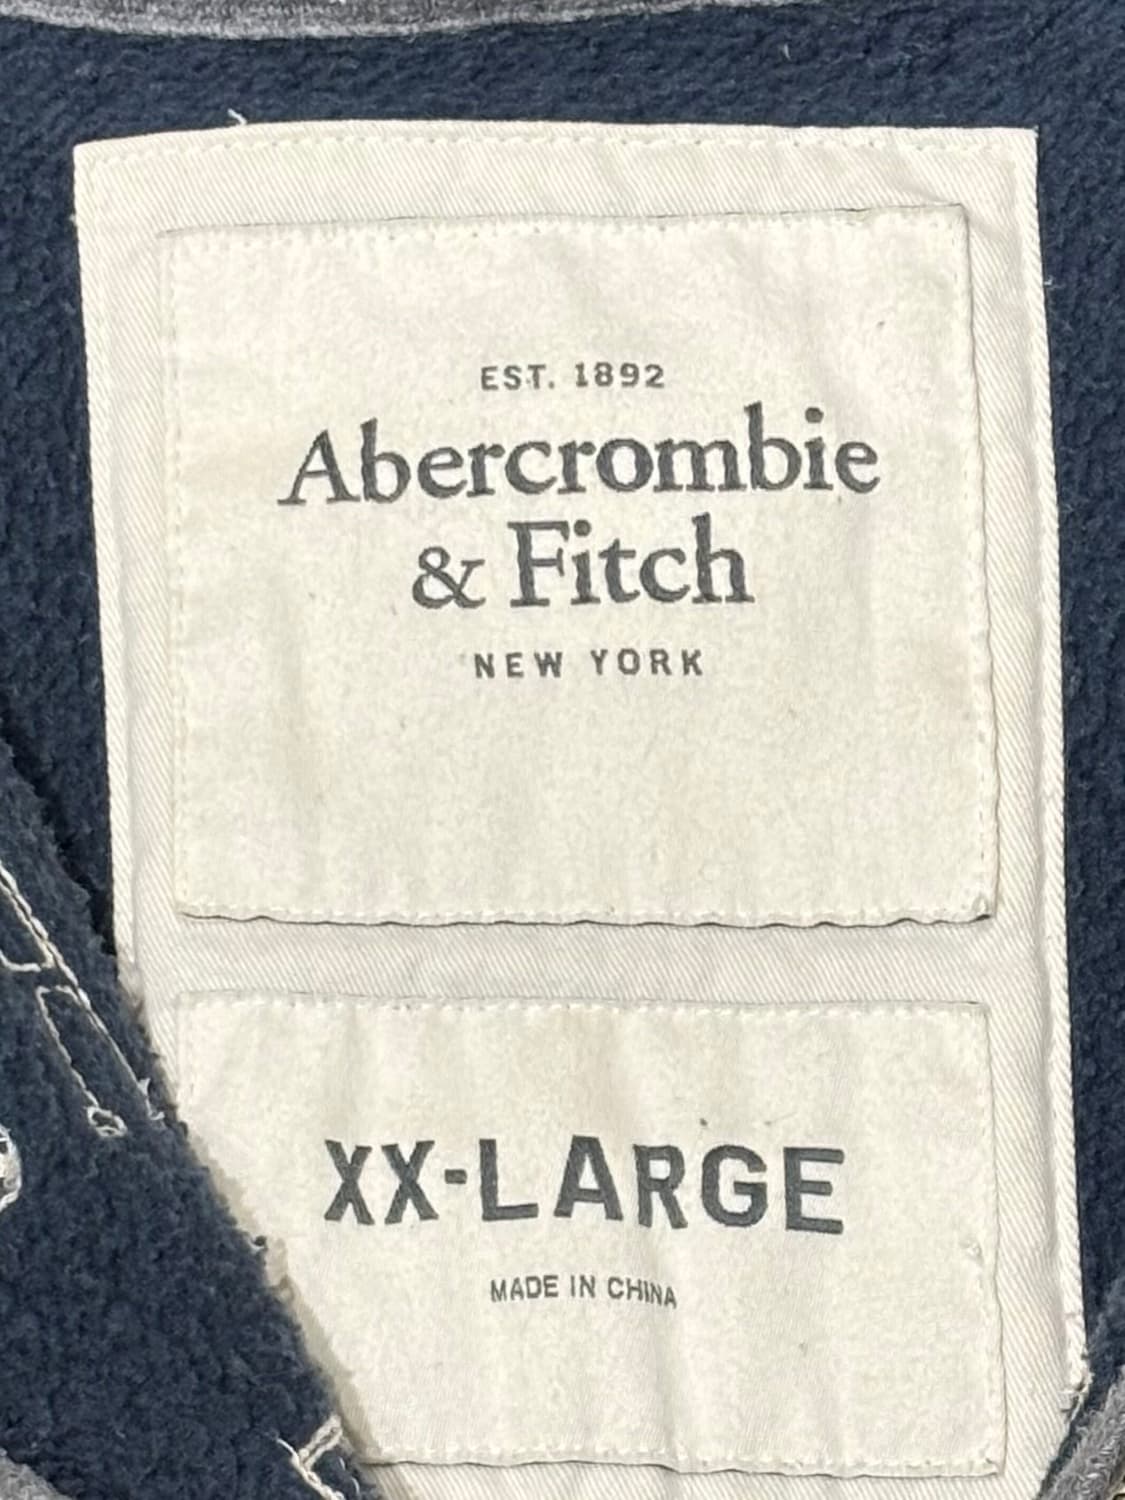 EST. 1892
Abercrombie
& Fitch
NEW YORK
XX-LARGE
MADE IN CHINA